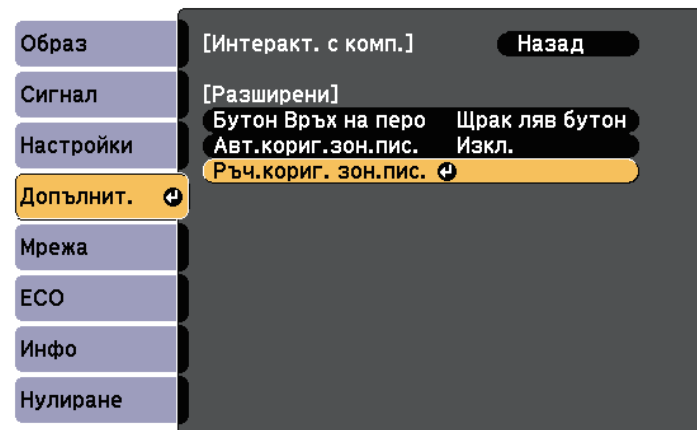 Образ
Сигнал
Настройки
Допълнит.
Мрежа
ECO
Инфо
Нулиране
[Интеракт. с комп.] Назад
[Разширени]
Бутон Връх на перо Щрак ляв бутон
Авт.кориг.зон.пис. Изкл.
Ръч.кориг. зон.пис.